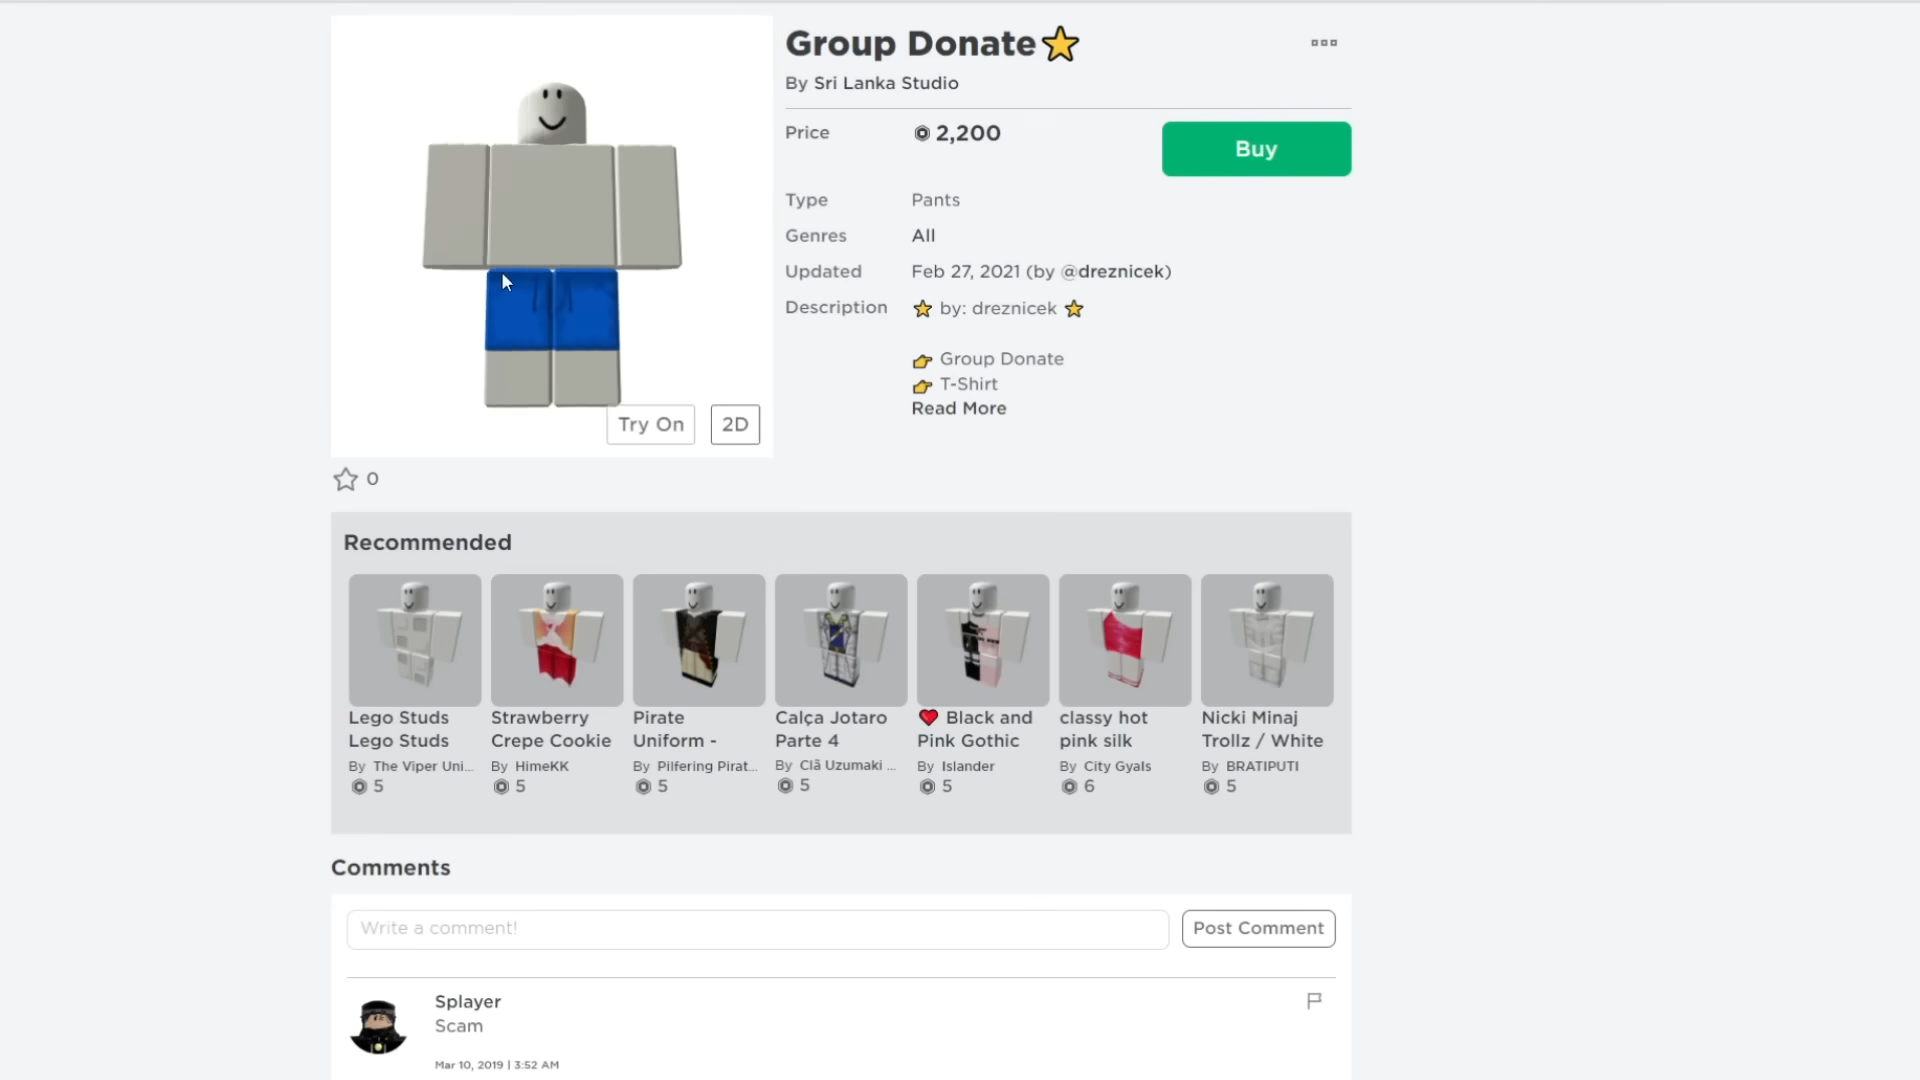 Group Donate⭐
By Sri Lanka Studio
Price 2,200
Buy
Type Pants
Genres All
Updated Feb 27, 2021 (by @dreznicek)
Description ⭐ by: dreznicek ⭐
👉 Group Donate
👉 T-Shirt
Read More
Try On 2D
0
Recommended
Lego Studs
Lego Studs
By The Viper Uni...
5
Strawberry
Crepe Cookie
By HimeKK
5
Pirate
Uniform -
By Pilfering Pirat...
5
Calça Jotaro
Parte 4
By Clã Uzumaki ...
5
❤️ Black and
Pink Gothic
By Islander
5
classy hot
pink silk
By City Gyals
6
Nicki Minaj
Trollz / White
By BRATIPUTI
5
Comments
Write a comment!
Post Comment
Splayer
Scam
Mar 10, 2019 | 3:52 AM